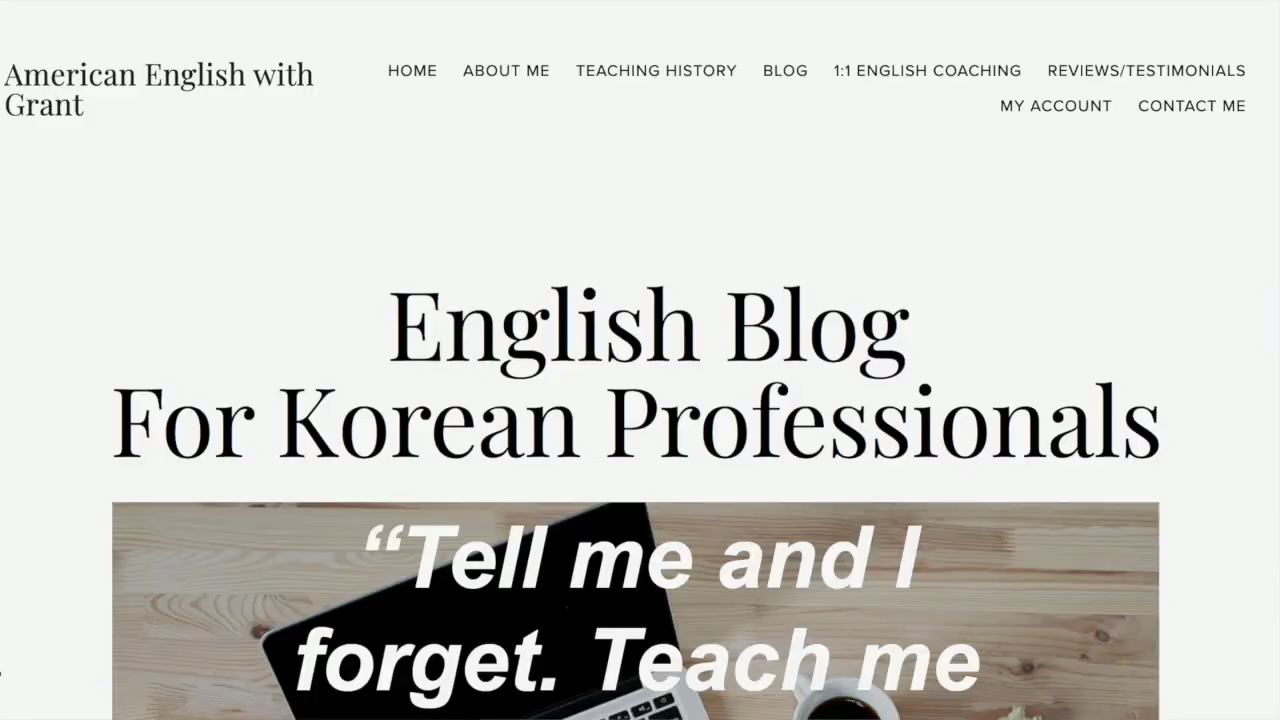 American English with
Grant
HOME ABOUT ME TEACHING HISTORY BLOG 1:1 ENGLISH COACHING REVIEWS/TESTIMONIALS
MY ACCOUNT CONTACT ME
English Blog
For Korean Professionals
“Tell me and I
forget. Teach me